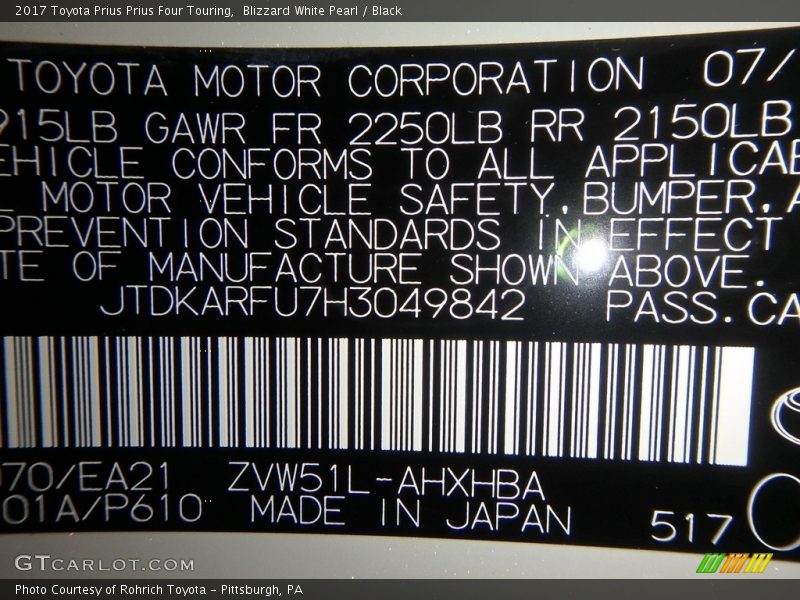 2017 Toyota Prius Prius Four Touring,  Blizzard White Pearl / Black
TOYOTA MOTOR CORPORATION 07/
915LB GAWR FR 2250LB RR 2150LB
EHICLE CONFORMS TO ALL APPLICAB
L MOTOR VEHICLE SAFETY, BUMPER, A
PREVENTION STANDARDS IN EFFECT
TE OF MANUFACTURE SHOWN ABOVE.
JTDKARFU7H3049842 PASS. CA
070/EA21 ZVW51L-AHXHBA
01A/P610 MADE IN JAPAN 517
GTCARLOT.COM
Photo Courtesy of Rohrich Toyota - Pittsburgh, PA